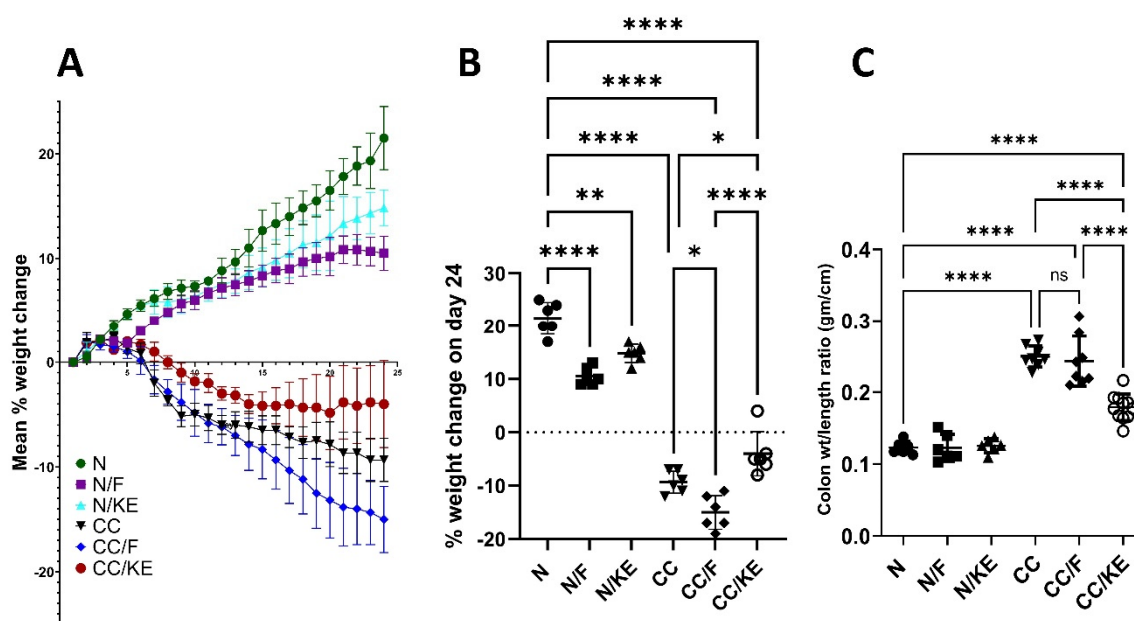 A
Mean % weight change
20
10
0
-10
-20
5
10
15
20
25
N
N/F
N/KE
CC
CC/F
CC/KE
B
****
****
****
*
**
****
****
*
% weight change on day 24
30
20
10
0
-10
-20
N
N/F
N/KE
CC
CC/F
CC/KE
C
****
****
****
****
****
ns
Colon wt/length ratio (gm/cm)
0.4
0.3
0.2
0.1
0.0
N
N/F
N/KE
CC
CC/F
CC/KE